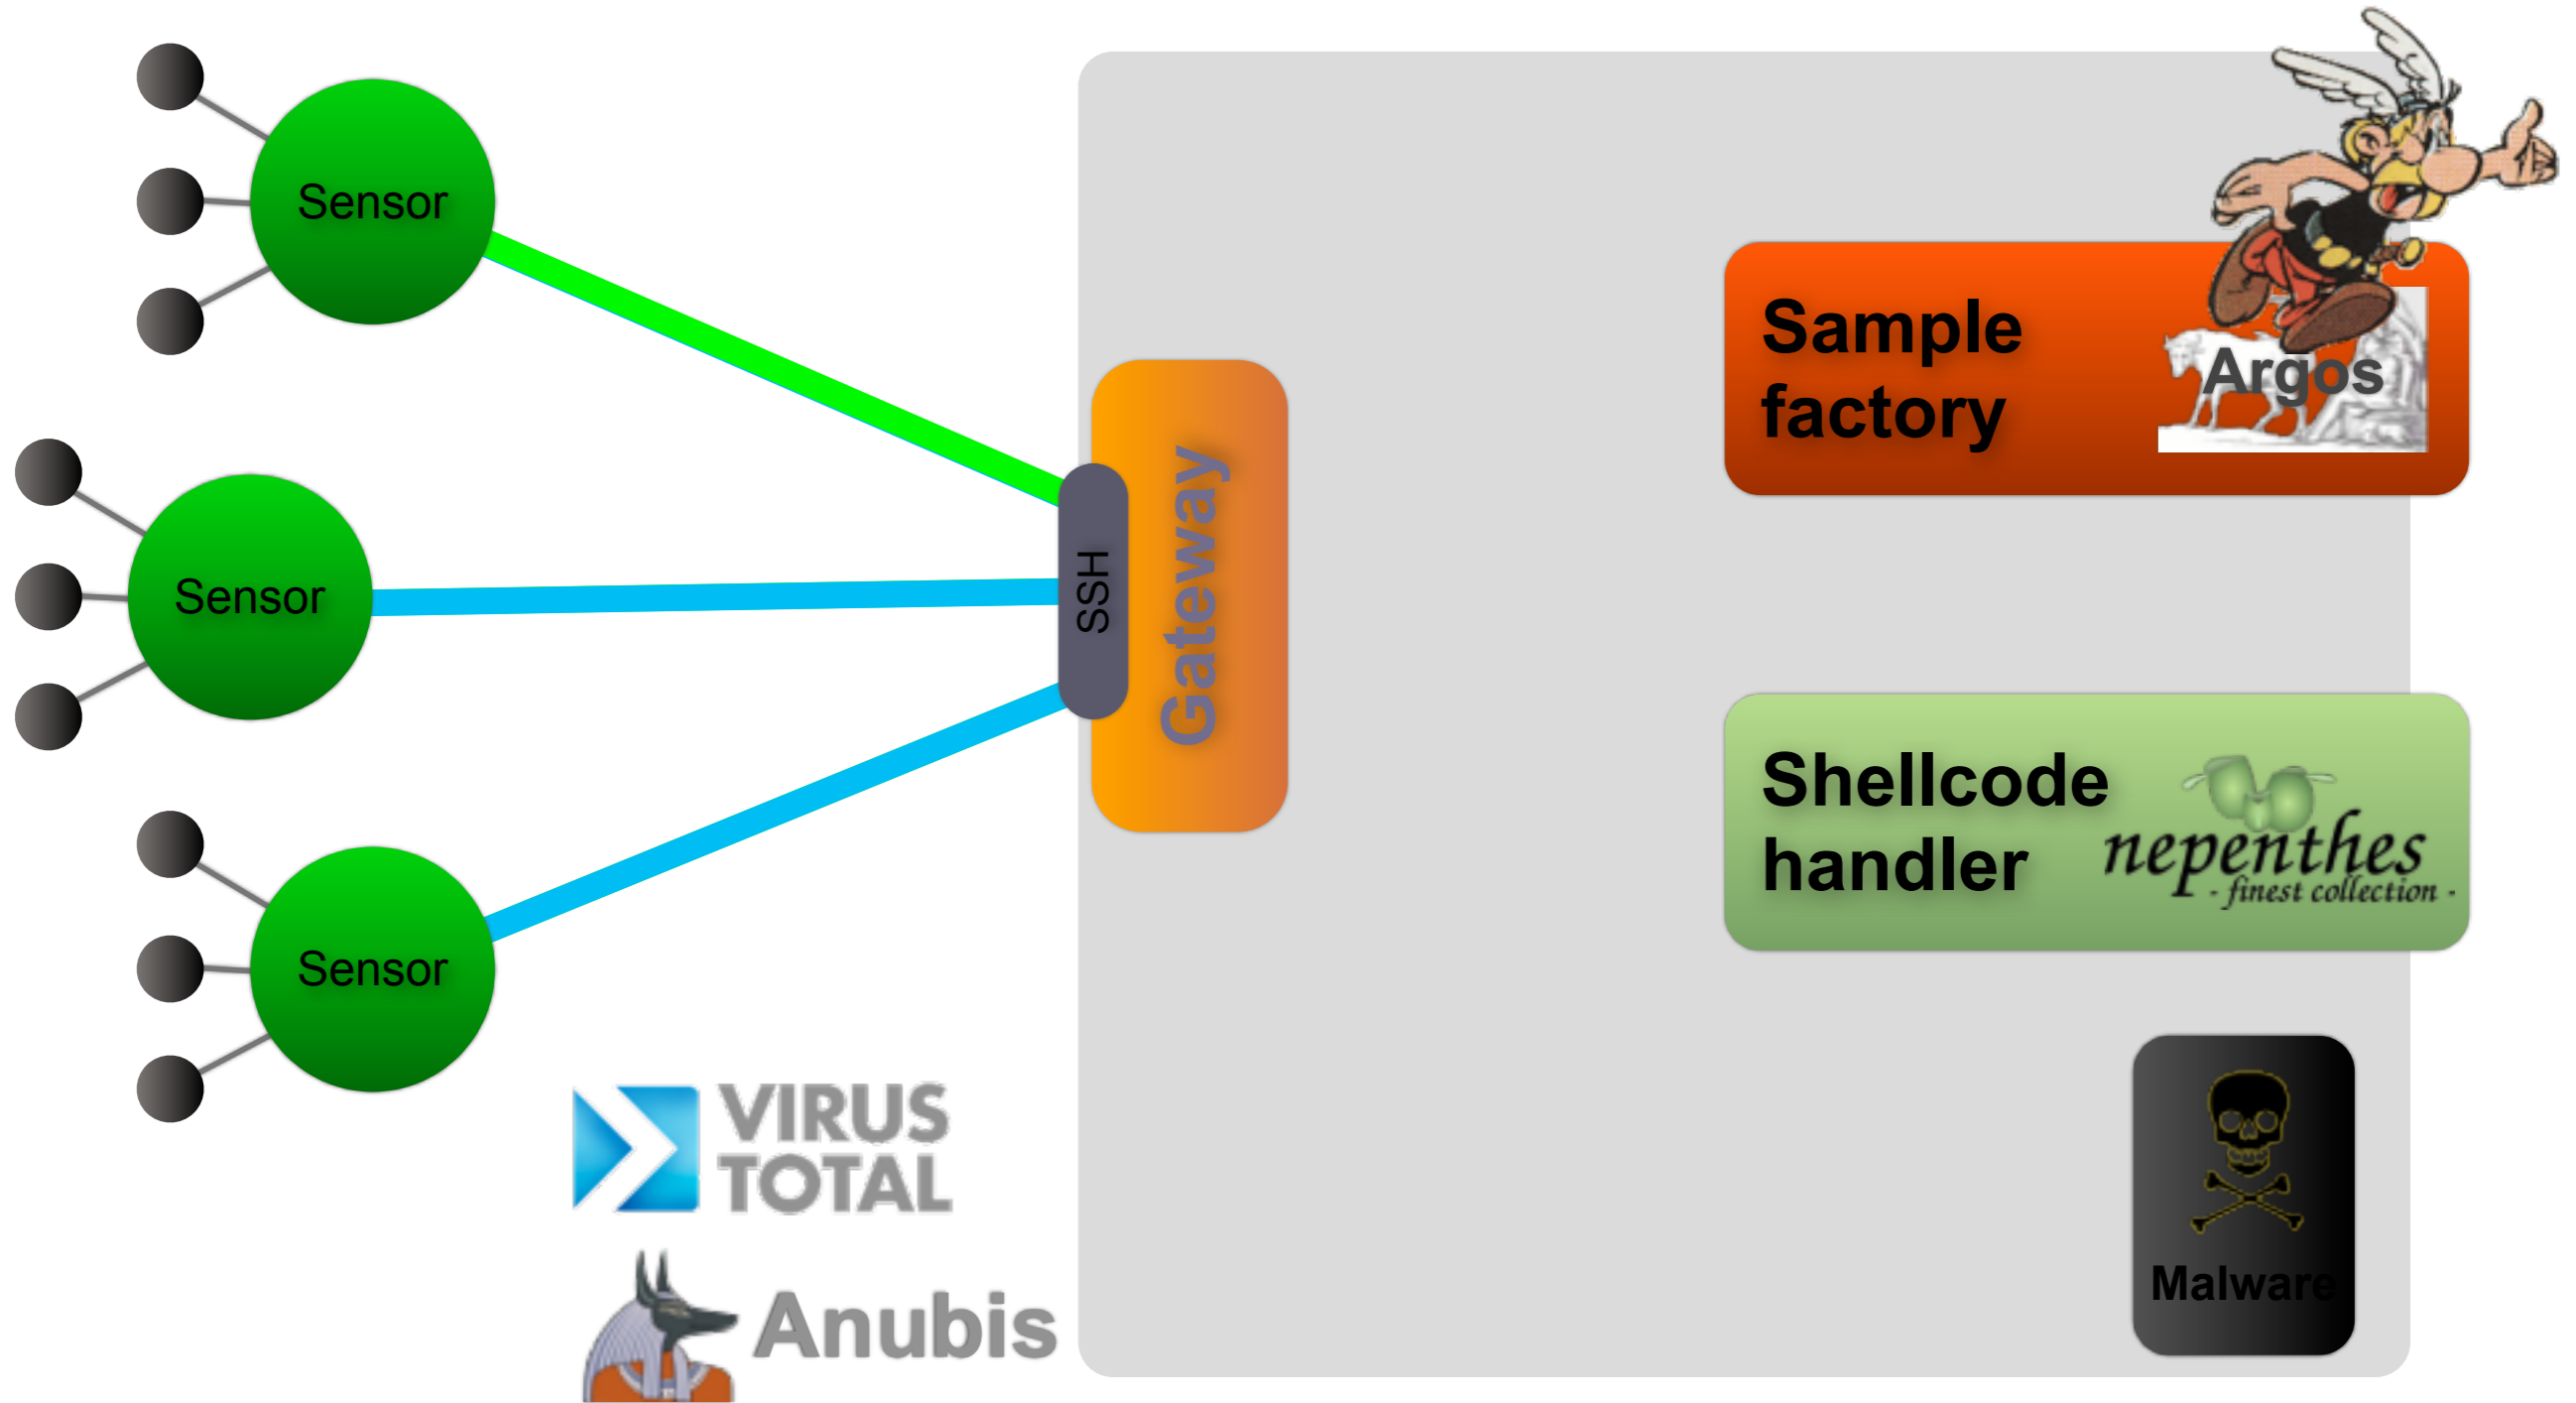 Sensor
Sensor
Sensor
SSH
Gateway
Sample
factory
Argos
Shellcode
handler
nepenthes
- finest collection -
Malware
VIRUS
TOTAL
Anubis